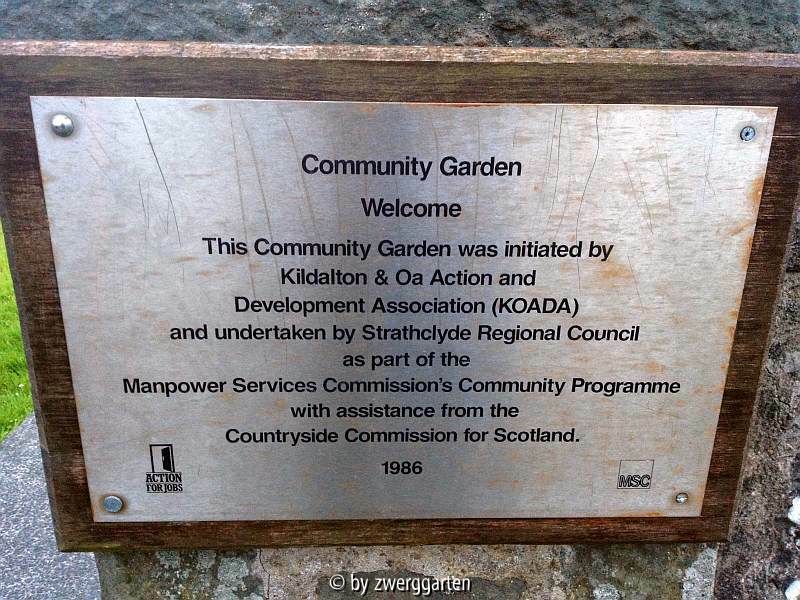 Community Garden
Welcome
This Community Garden was initiated by
Kildalton & Oa Action and
Development Association (KOADA)
and undertaken by Strathclyde Regional Council
as part of the
Manpower Services Commission's Community Programme
with assistance from the
Countryside Commission for Scotland.
1986
ACTION
FOR JOBS
MSC
© by zwerggarten